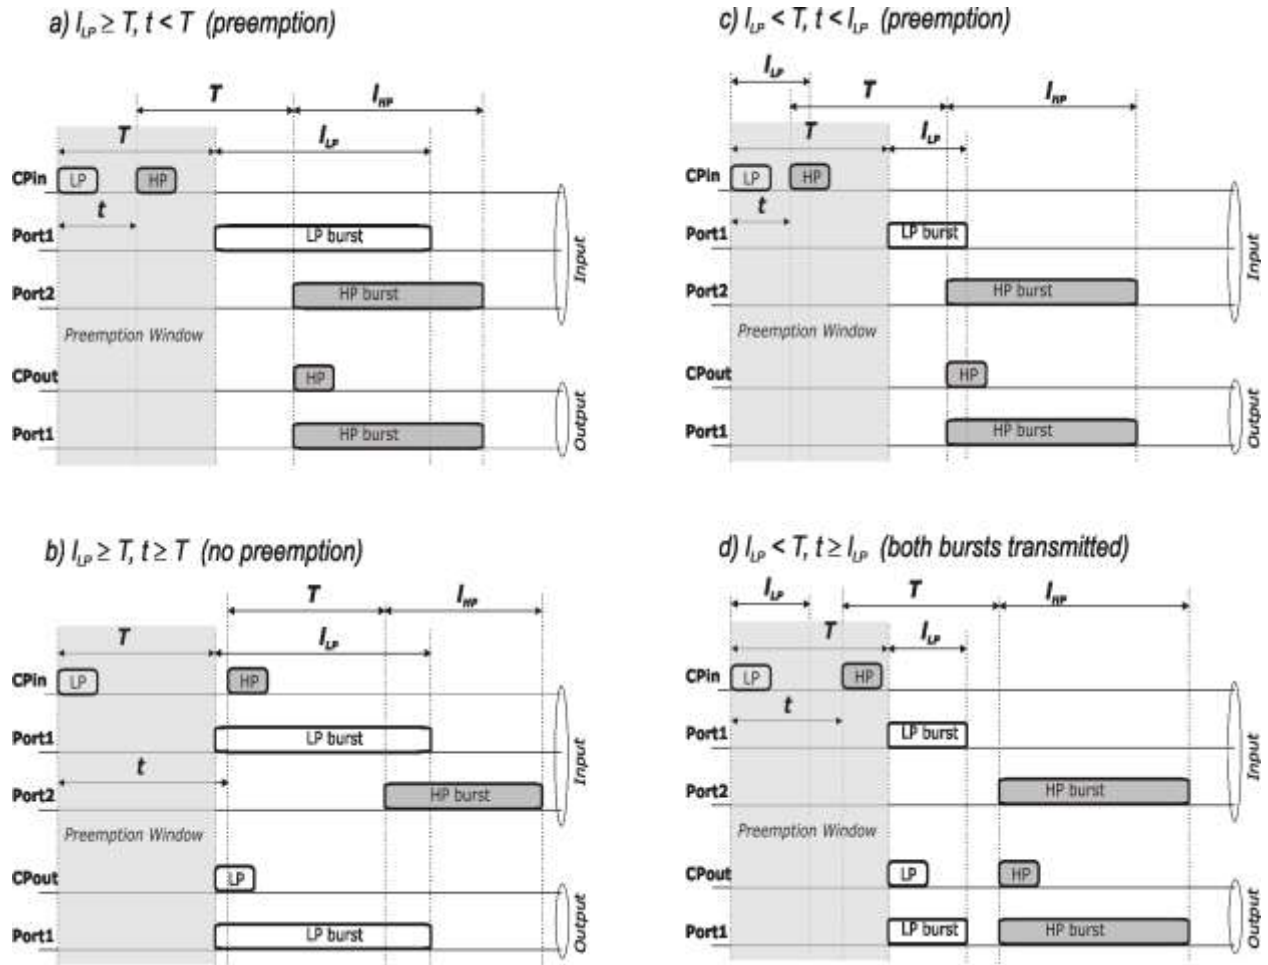 a) l_LP ≥ T, t < T (preemption)
T l_HP
T l_LP
CPin LP HP
t
Port1 LP burst
Port2 HP burst
Input
Preemption Window
CPout HP
Port1 HP burst
Output
c) l_LP < T, t < l_LP (preemption)
l_LP
T l_HP
T l_LP
CPin LP HP
t
Port1 LP burst
Port2 HP burst
Input
Preemption Window
CPout HP
Port1 HP burst
Output
b) l_LP ≥ T, t ≥ T (no preemption)
T l_HP
T l_LP
CPin LP HP
Port1 LP burst
t
Port2 HP burst
Input
Preemption Window
CPout LP
Port1 LP burst
Output
d) l_LP < T, t ≥ l_LP (both bursts transmitted)
l_LP T l_HP
T l_LP
CPin LP HP
t
Port1 LP burst
Port2 HP burst
Input
Preemption Window
CPout LP HP
Port1 LP burst HP burst
Output